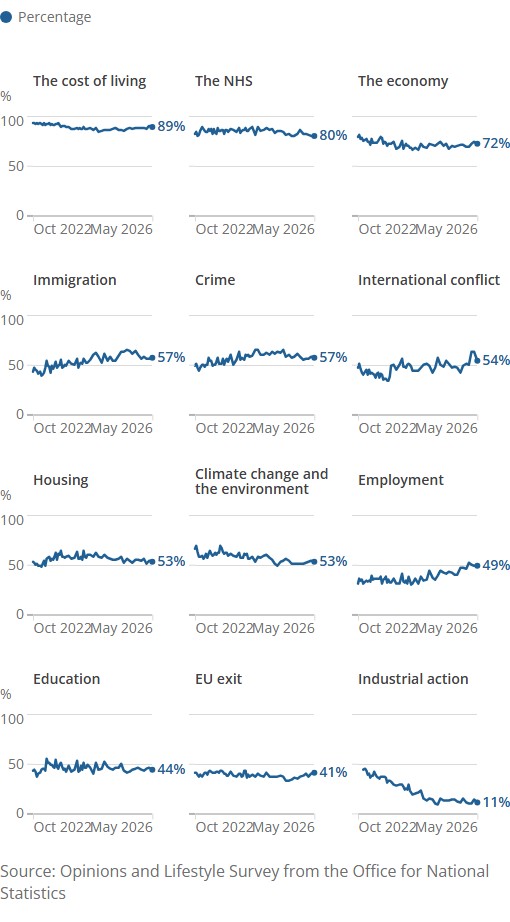 Percentage
The cost of living
The NHS
The economy
%
100
50
0
89%
80%
72%
Oct 2022 May 2026
Oct 2022 May 2026
Oct 2022 May 2026
Immigration
Crime
International conflict
%
100
50
0
57%
57%
54%
Oct 2022 May 2026
Oct 2022 May 2026
Oct 2022 May 2026
Housing
Climate change and
the environment
Employment
%
100
50
0
53%
53%
49%
Oct 2022 May 2026
Oct 2022 May 2026
Oct 2022 May 2026
Education
EU exit
Industrial action
%
100
50
0
44%
41%
11%
Oct 2022 May 2026
Oct 2022 May 2026
Oct 2022 May 2026
Source: Opinions and Lifestyle Survey from the Office for National
Statistics